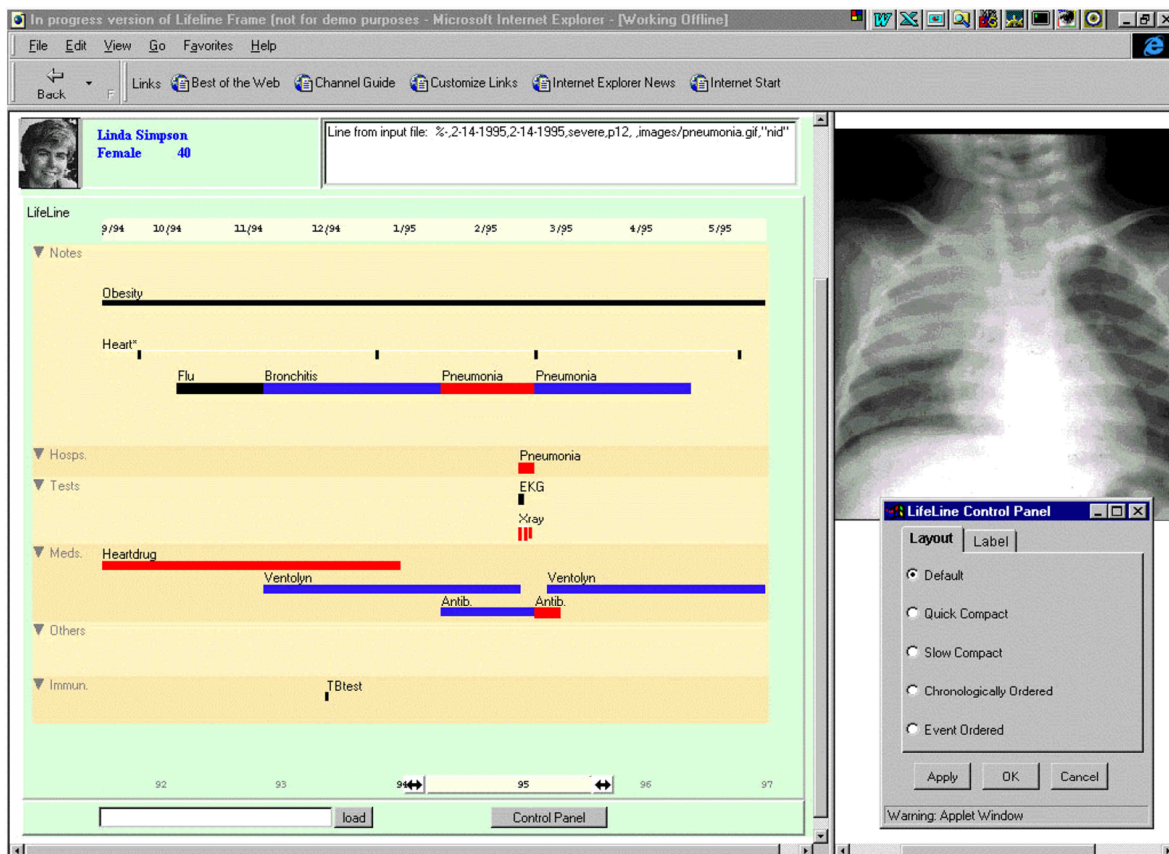 In progress version of Lifeline Frame (not for demo purposes - Microsoft Internet Explorer - [Working Offline]
File Edit View Go Favorites Help
Back Links Best of the Web Channel Guide Customize Links Internet Explorer News Internet Start
Linda Simpson
Female 40
Line from input file: %-,2-14-1995,2-14-1995,severe,p12, ,images/pneumonia.gif,"nid"
LifeLine
9/94 10/94 11/94 12/94 1/95 2/95 3/95 4/95 5/95
Notes
Obesity
Heart*
Flu Bronchitis Pneumonia Pneumonia
Hosps. Pneumonia
Tests EKG
Xray
Meds. Heartdrug
Ventolyn Ventolyn
Antib. Antib.
Others
Immun. TBtest
92 93 94 95 96 97
load Control Panel
LifeLine Control Panel
Layout Label
Default
Quick Compact
Slow Compact
Chronologically Ordered
Event Ordered
Apply OK Cancel
Warning: Applet Window